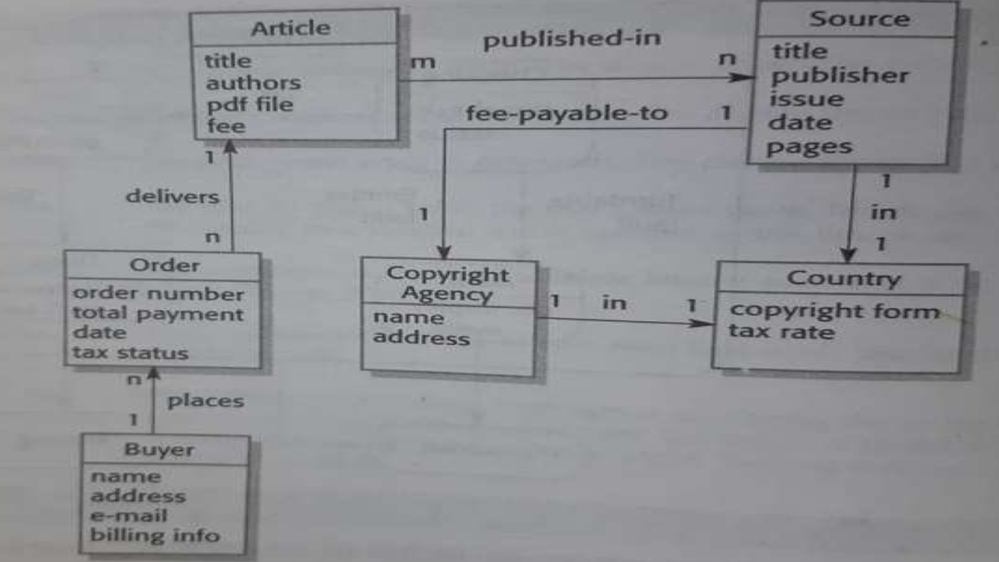 Article
title
authors
pdf file
fee
m
published-in
n
Source
title
publisher
issue
date
pages
fee-payable-to
1
1
1
delivers
n
1
in
1
Order
order number
total payment
date
tax status
Copyright
Agency
name
address
1
in
1
Country
copyright form
tax rate
n
places
1
Buyer
name
address
e-mail
billing info